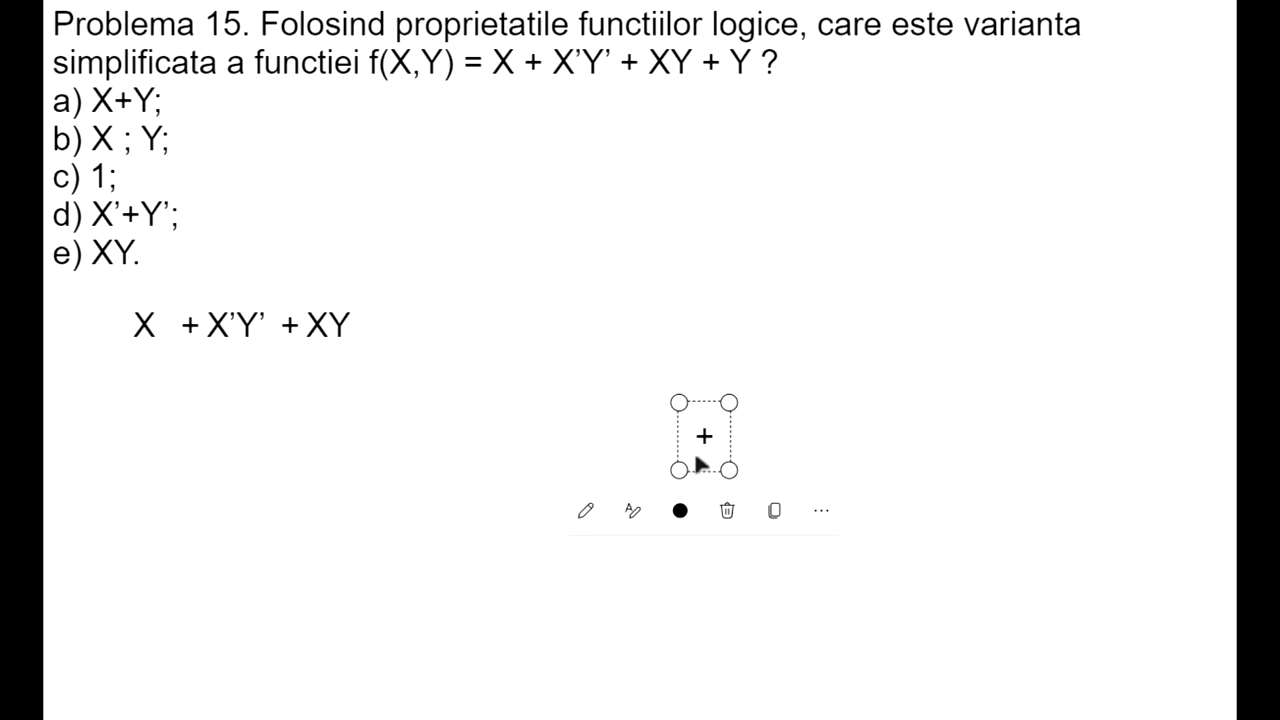 Problema 15. Folosind proprietatile functiilor logice, care este varianta
simplificata a functiei f(X,Y) = X + X’Y’ + XY + Y ?
a) X+Y;
b) X ; Y;
c) 1;
d) X’+Y’;
e) XY.
X + X’Y’ + XY
+